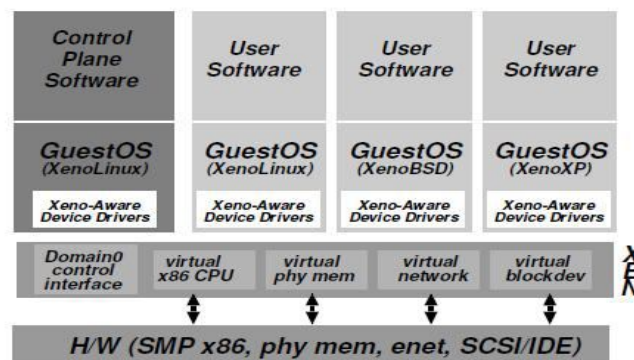 Control
Plane
Software
User
Software
User
Software
User
Software
GuestOS
(XenoLinux)
Xeno-Aware
Device Drivers
GuestOS
(XenoLinux)
Xeno-Aware
Device Drivers
GuestOS
(XenoBSD)
Xeno-Aware
Device Drivers
GuestOS
(XenoXP)
Xeno-Aware
Device Drivers
Domain0
control
interface
virtual
x86 CPU
virtual
phy mem
virtual
network
virtual
blockdev
X
E
N
H/W (SMP x86, phy mem, enet, SCSI/IDE)